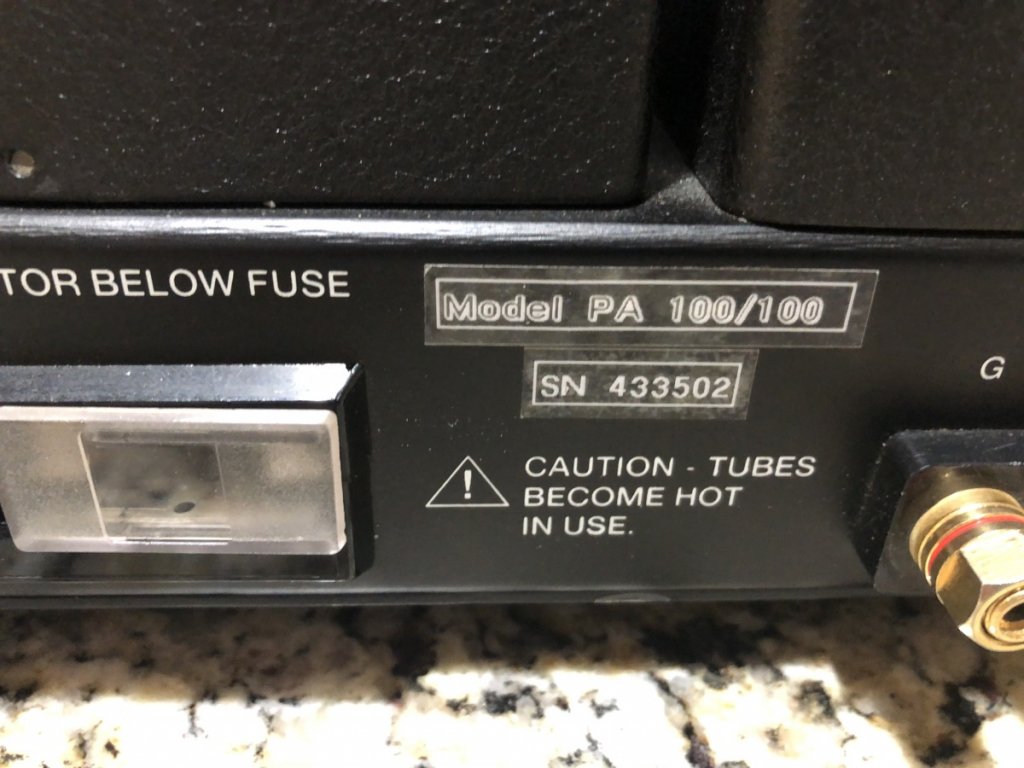 TOR BELOW FUSE
Model PA 100/100
SN 433502
G
! CAUTION - TUBES
BECOME HOT
IN USE.